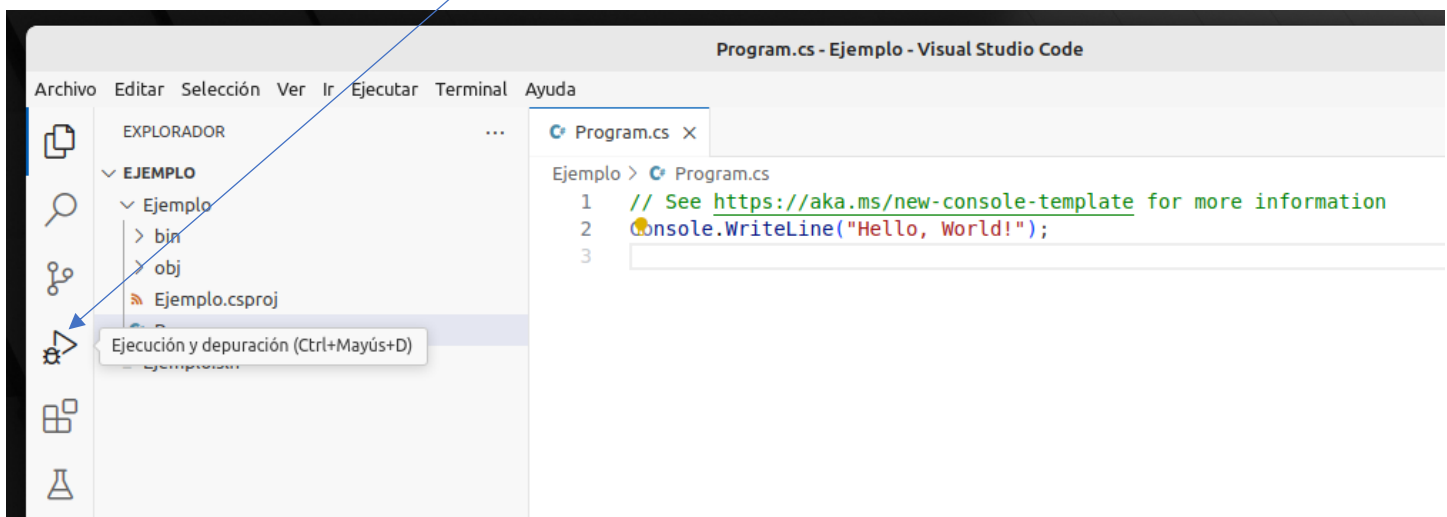 Program.cs - Ejemplo - Visual Studio Code
Archivo Editar Selección Ver Ir Ejecutar Terminal Ayuda
EXPLORADOR ...
EJEMPLO
Ejemplo
bin
obj
Ejemplo.csproj
Ejecución y depuración (Ctrl+Mayús+D)
Ejemplo.sln
Program.cs
Ejemplo > Program.cs
1 // See https://aka.ms/new-console-template for more information
2 Console.WriteLine("Hello, World!");
3